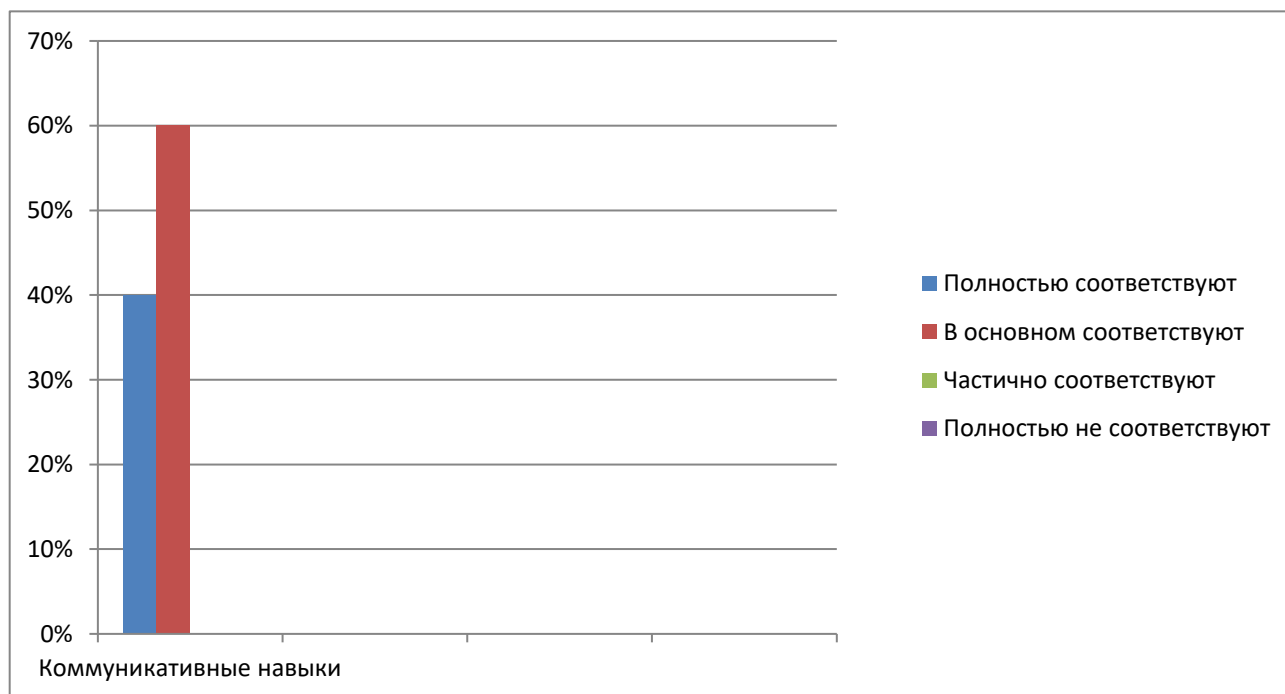 70%
60%
50%
40%
30%
20%
10%
0%
Коммуникативные навыки
Полностью соответствуют
В основном соответствуют
Частично соответствуют
Полностью не соответствуют